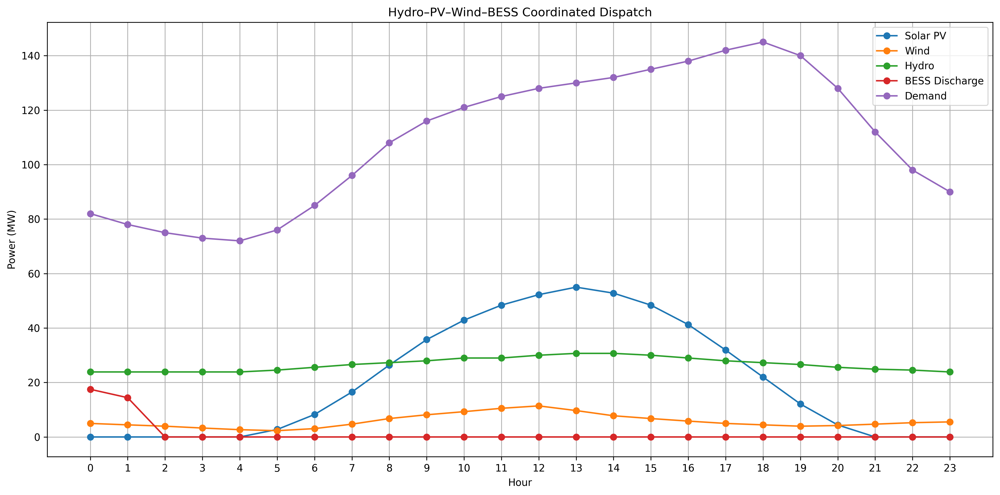 Hydro–PV–Wind–BESS Coordinated Dispatch
Solar PV
Wind
Hydro
BESS Discharge
Demand
Power (MW)
140
120
100
80
60
40
20
0
0 1 2 3 4 5 6 7 8 9 10 11 12 13 14 15 16 17 18 19 20 21 22 23
Hour